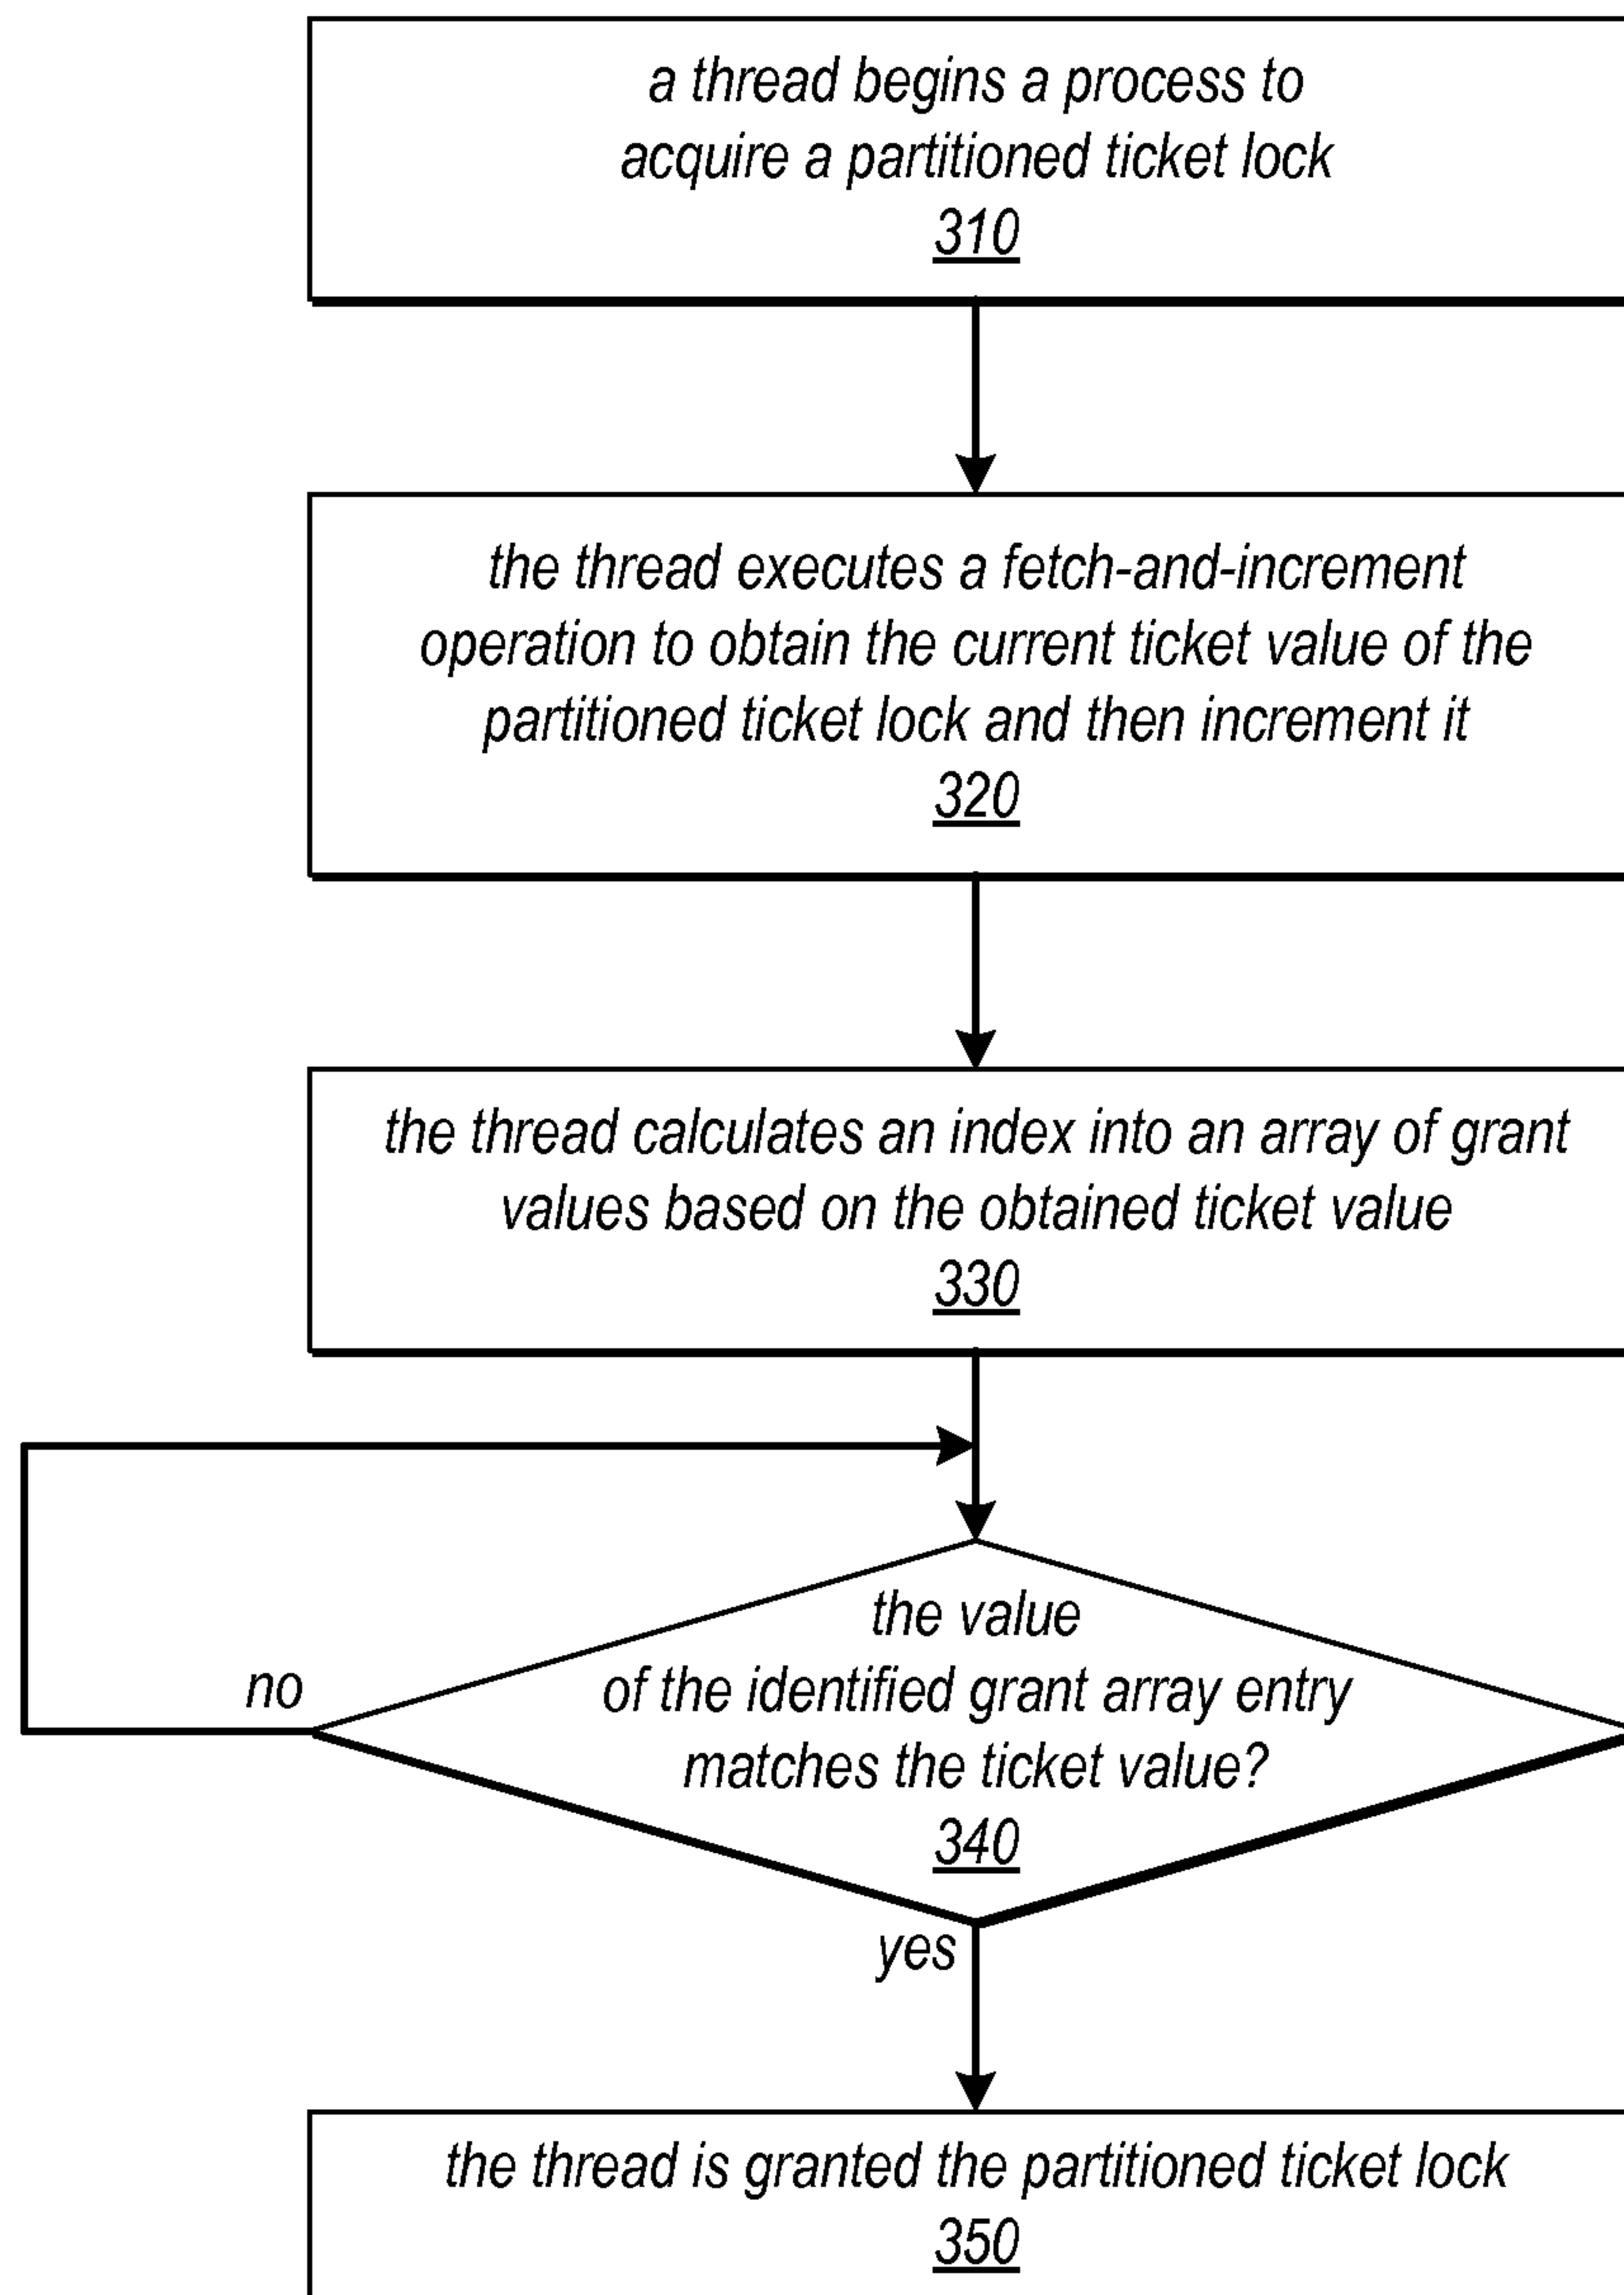 a thread begins a process to
acquire a partitioned ticket lock
310
the thread executes a fetch-and-increment
operation to obtain the current ticket value of the
partitioned ticket lock and then increment it
320
the thread calculates an index into an array of grant
values based on the obtained ticket value
330
the value
no
of the identified grant array entry
matches the ticket value?
340
yes
the thread is granted the partitioned ticket lock
350